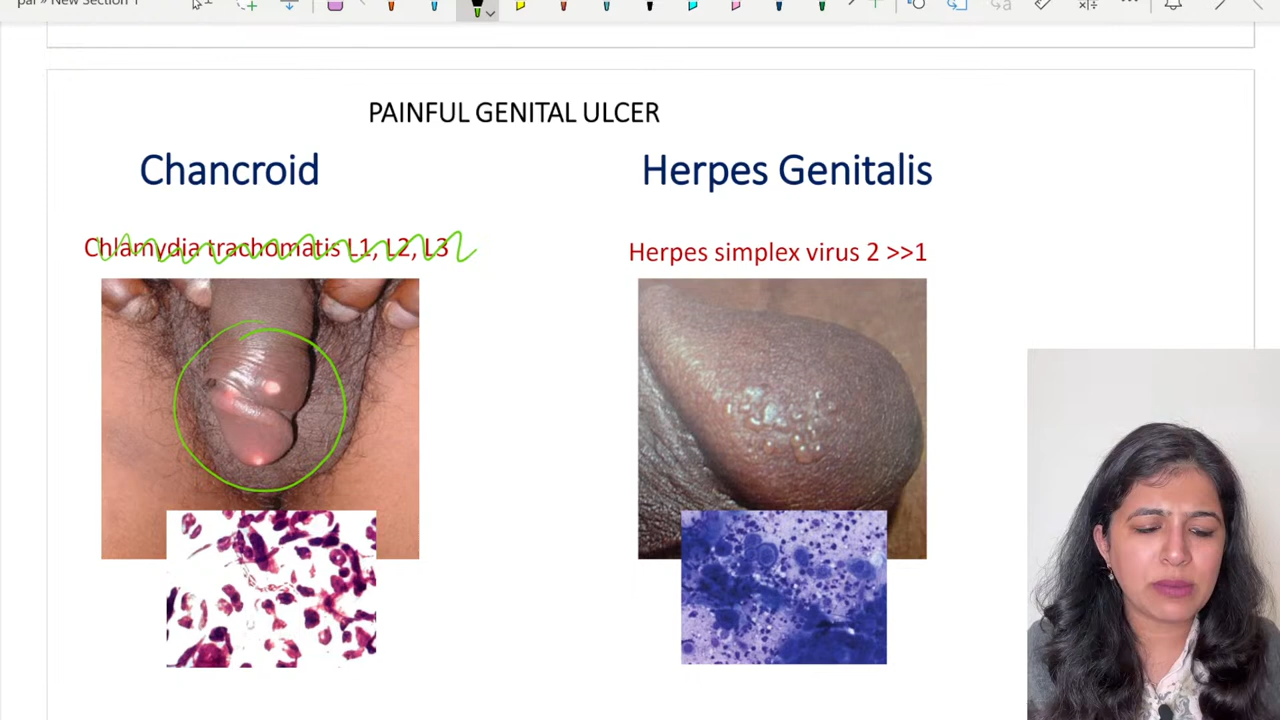 par » New Section 1
PAINFUL GENITAL ULCER
Chancroid
Herpes Genitalis
Chlamydia trachomatis L1, L2, L3
Herpes simplex virus 2 >>1